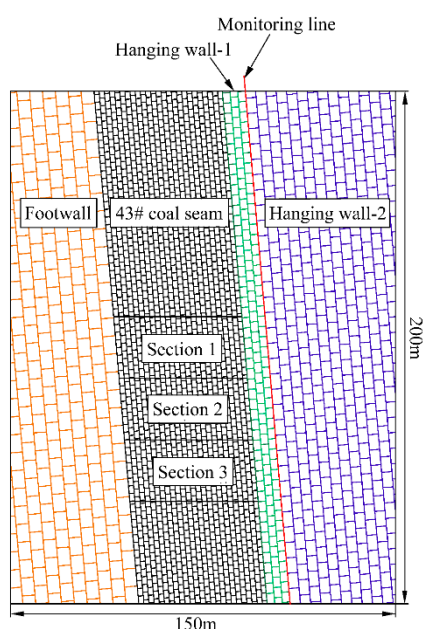 Monitoring line
Hanging wall-1
Footwall
43# coal seam
Hanging wall-2
Section 1
Section 2
Section 3
200m
150m